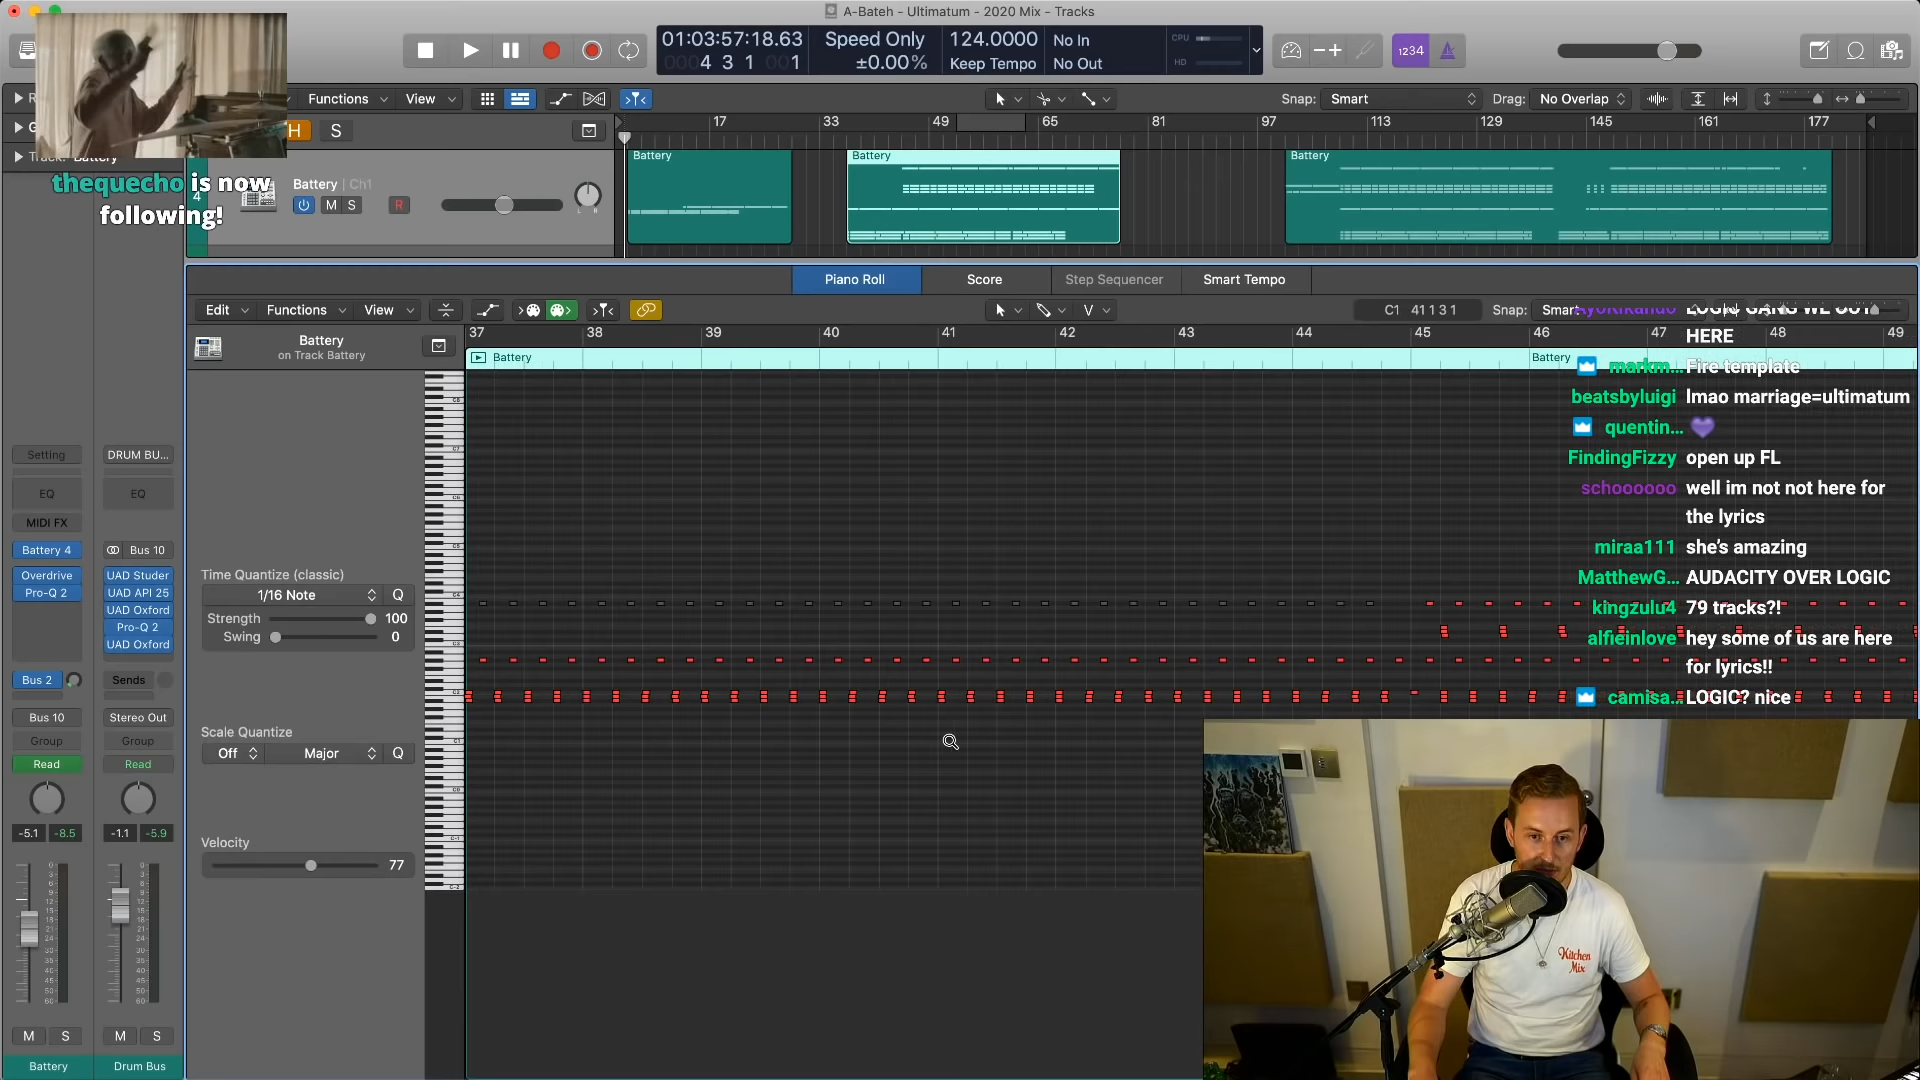 A-Bateh - Ultimatum - 2020 Mix - Tracks
01:03:57:18.63
0004 3 1 001
Speed Only
±0.00%
124.0000
Keep Tempo
No In
No Out
CPU
HD
1234
Functions
View
Snap:
Smart
Drag:
No Overlap
H
S
17
33
49
65
81
97
113
129
145
161
177
Battery
Battery
Battery
4
Battery | Ch1
M
S
R
L
R
thequecho is now
following!
Piano Roll
Score
Step Sequencer
Smart Tempo
Edit
Functions
View
V
C1 41 1 3 1
Snap:
Battery
on Track Battery
37
38
39
40
41
42
43
44
45
46
47
48
49
Battery
Battery
HERE
markm... Fire template
beatsbyluigi lmao marriage=ultimatum
quentin...
FindingFizzy open up FL
schoooooo well im not not here for
the lyrics
miraa111 she's amazing
MatthewG... AUDACITY OVER LOGIC
kingzulu4 79 tracks?!
alfieinlove hey some of us are here
for lyrics!!
camisa... LOGIC? nice
Time Quantize (classic)
1/16 Note
Q
Strength
100
Swing
0
Scale Quantize
Off
Major
Q
Velocity
77
Setting
DRUM BU...
EQ
EQ
MIDI FX
Battery 4
Bus 10
Overdrive
UAD Studer
Pro-Q 2
UAD API 25
UAD Oxford
Pro-Q 2
UAD Oxford
Bus 2
Sends
Bus 10
Stereo Out
Group
Group
Read
Read
-5.1
-8.5
-1.1
-5.9
M
S
M
S
Battery
Drum Bus
Kitchen
Mix